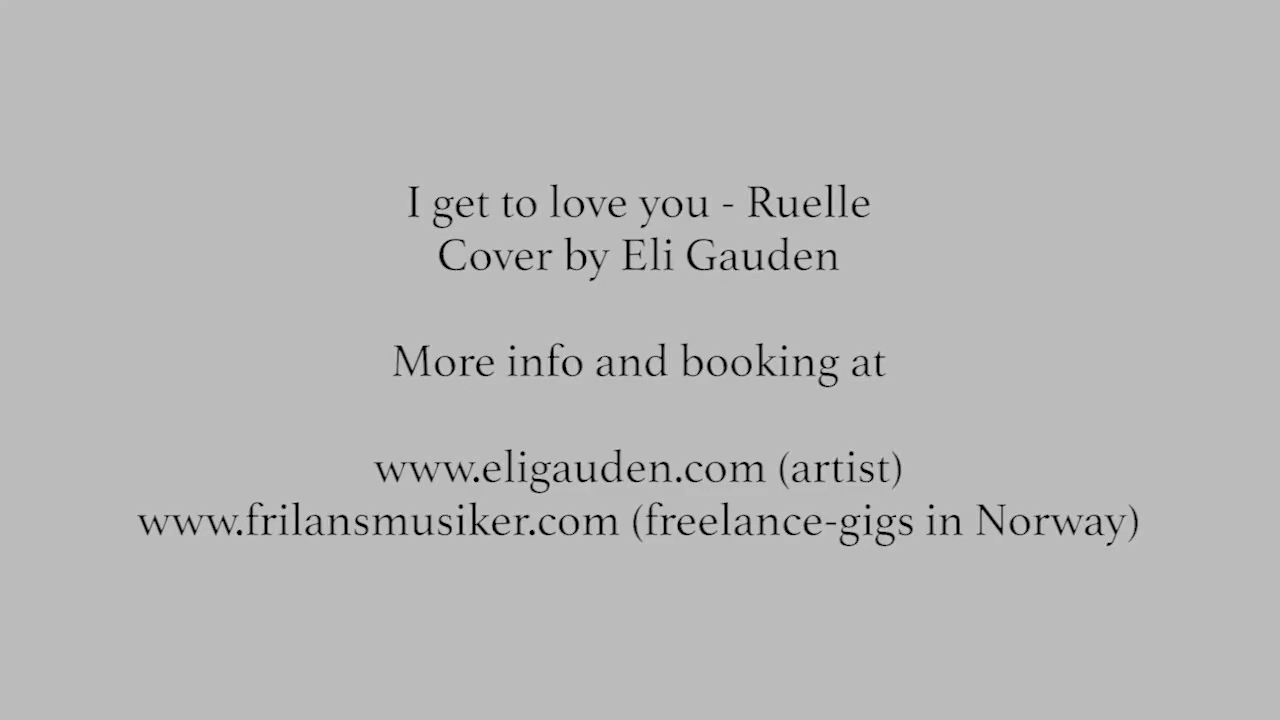 I get to love you - Ruelle
Cover by Eli Gauden
More info and booking at
www.eligauden.com (artist)
www.frilansmusiker.com (freelance-gigs in Norway)